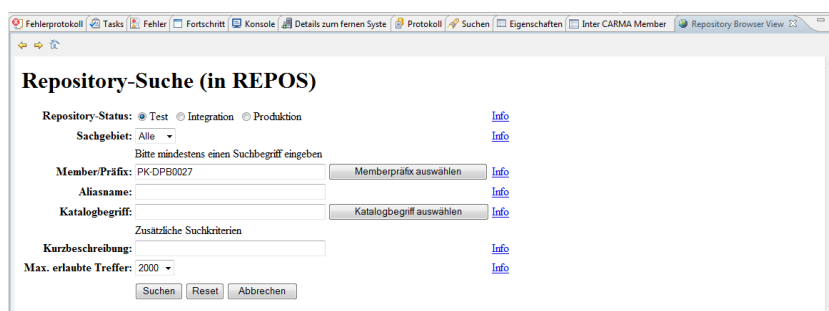 Fehlerprotokoll Tasks Fehler Fortschritt Konsole Details zum fernen Syste Protokoll Suchen Eigenschaften Inter CARMA Member Repository Browser View
Repository-Suche (in REPOS)
Repository-Status: Test Integration Produktion Info
Sachgebiet: Alle Info
Bitte mindestens einen Suchbegriff eingeben
Member/Präfix: PK-DPB0027 Memberpräfix auswählen Info
Aliasname: Info
Katalogbegriff: Katalogbegriff auswählen Info
Zusätzliche Suchkriterien
Kurzbeschreibung: Info
Max. erlaubte Treffer: 2000 Info
Suchen Reset Abbrechen